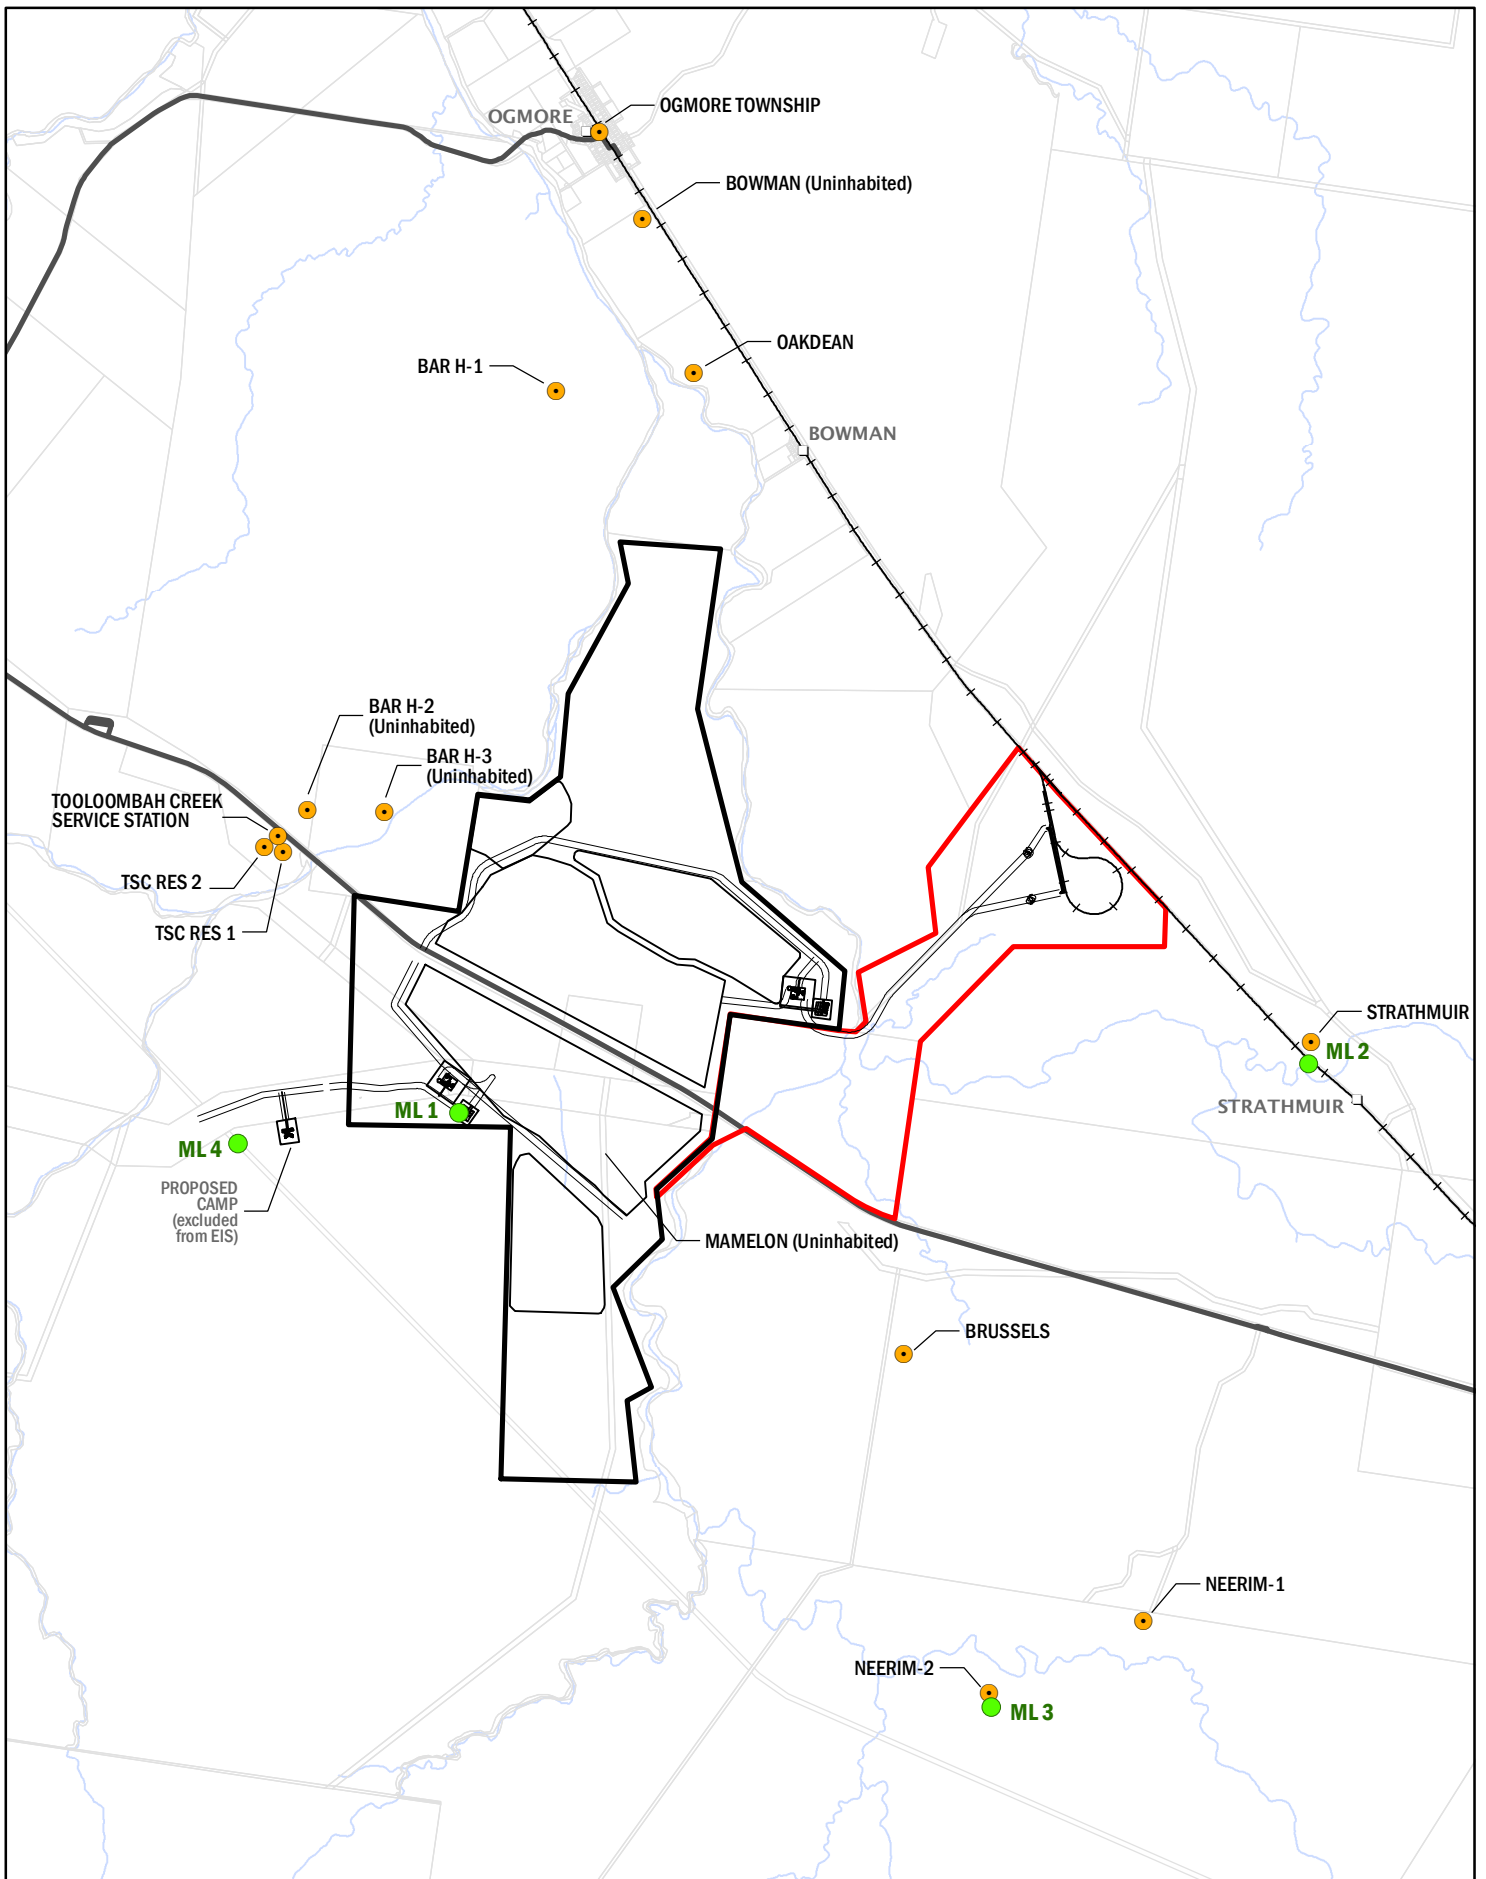 OGMORE TOWNSHIP
OGMORE
BOWMAN (Uninhabited)
OAKDEAN
BAR H-1
BOWMAN
BAR H-2
(Uninhabited)
BAR H-3
(Uninhabited)
TOOLOOMBAH CREEK
SERVICE STATION
TSC RES 2
TSC RES 1
STRATHMUIR
ML 2
STRATHMUIR
ML 1
ML 4
PROPOSED
CAMP
(excluded
from EIS)
MAMELON (Uninhabited)
BRUSSELS
NEERIM-1
NEERIM-2
ML 3